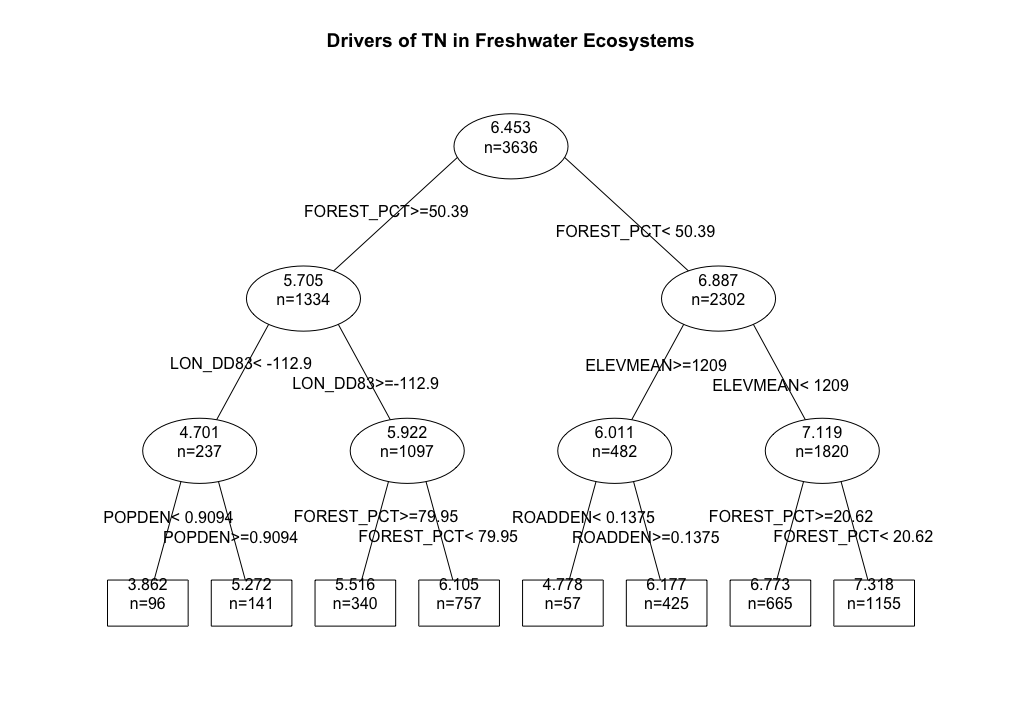 Drivers of TN in Freshwater Ecosystems
6.453
n=3636
FOREST_PCT>=50.39
FOREST_PCT< 50.39
5.705
n=1334
6.887
n=2302
LON_DD83< -112.9
LON_DD83>=-112.9
ELEVMEAN>=1209
ELEVMEAN< 1209
4.701
n=237
5.922
n=1097
6.011
n=482
7.119
n=1820
POPDEN< 0.9094
POPDEN>=0.9094
FOREST_PCT>=79.95
FOREST_PCT< 79.95
ROADDEN< 0.1375
ROADDEN>=0.1375
FOREST_PCT>=20.62
FOREST_PCT< 20.62
3.862
n=96
5.272
n=141
5.516
n=340
6.105
n=757
4.778
n=57
6.177
n=425
6.773
n=665
7.318
n=1155